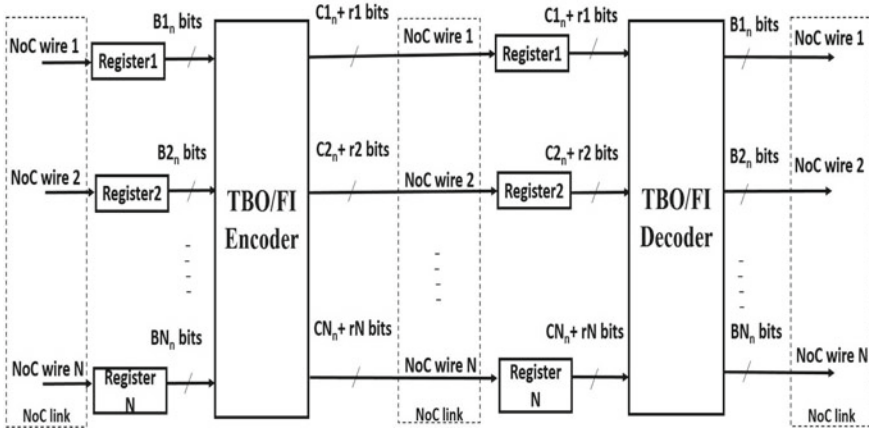 B1n bits
C1n+ r1 bits
C1n+ r1 bits
B1n bits
NoC wire 1
Register1
NoC wire 1
Register1
NoC wire 1
B2n bits
C2n+ r2 bits
C2n+ r2 bits
B2n bits
NoC wire 2
Register2
TBO/FI
Encoder
NoC wire 2
Register2
TBO/FI
Decoder
NoC wire 2
BNn bits
CNn+ rN bits
CNn+ rN bits
BNn bits
NoC wire N
Register
N
NoC wire N
Register
N
NoC wire N
NoC link
NoC link
NoC link